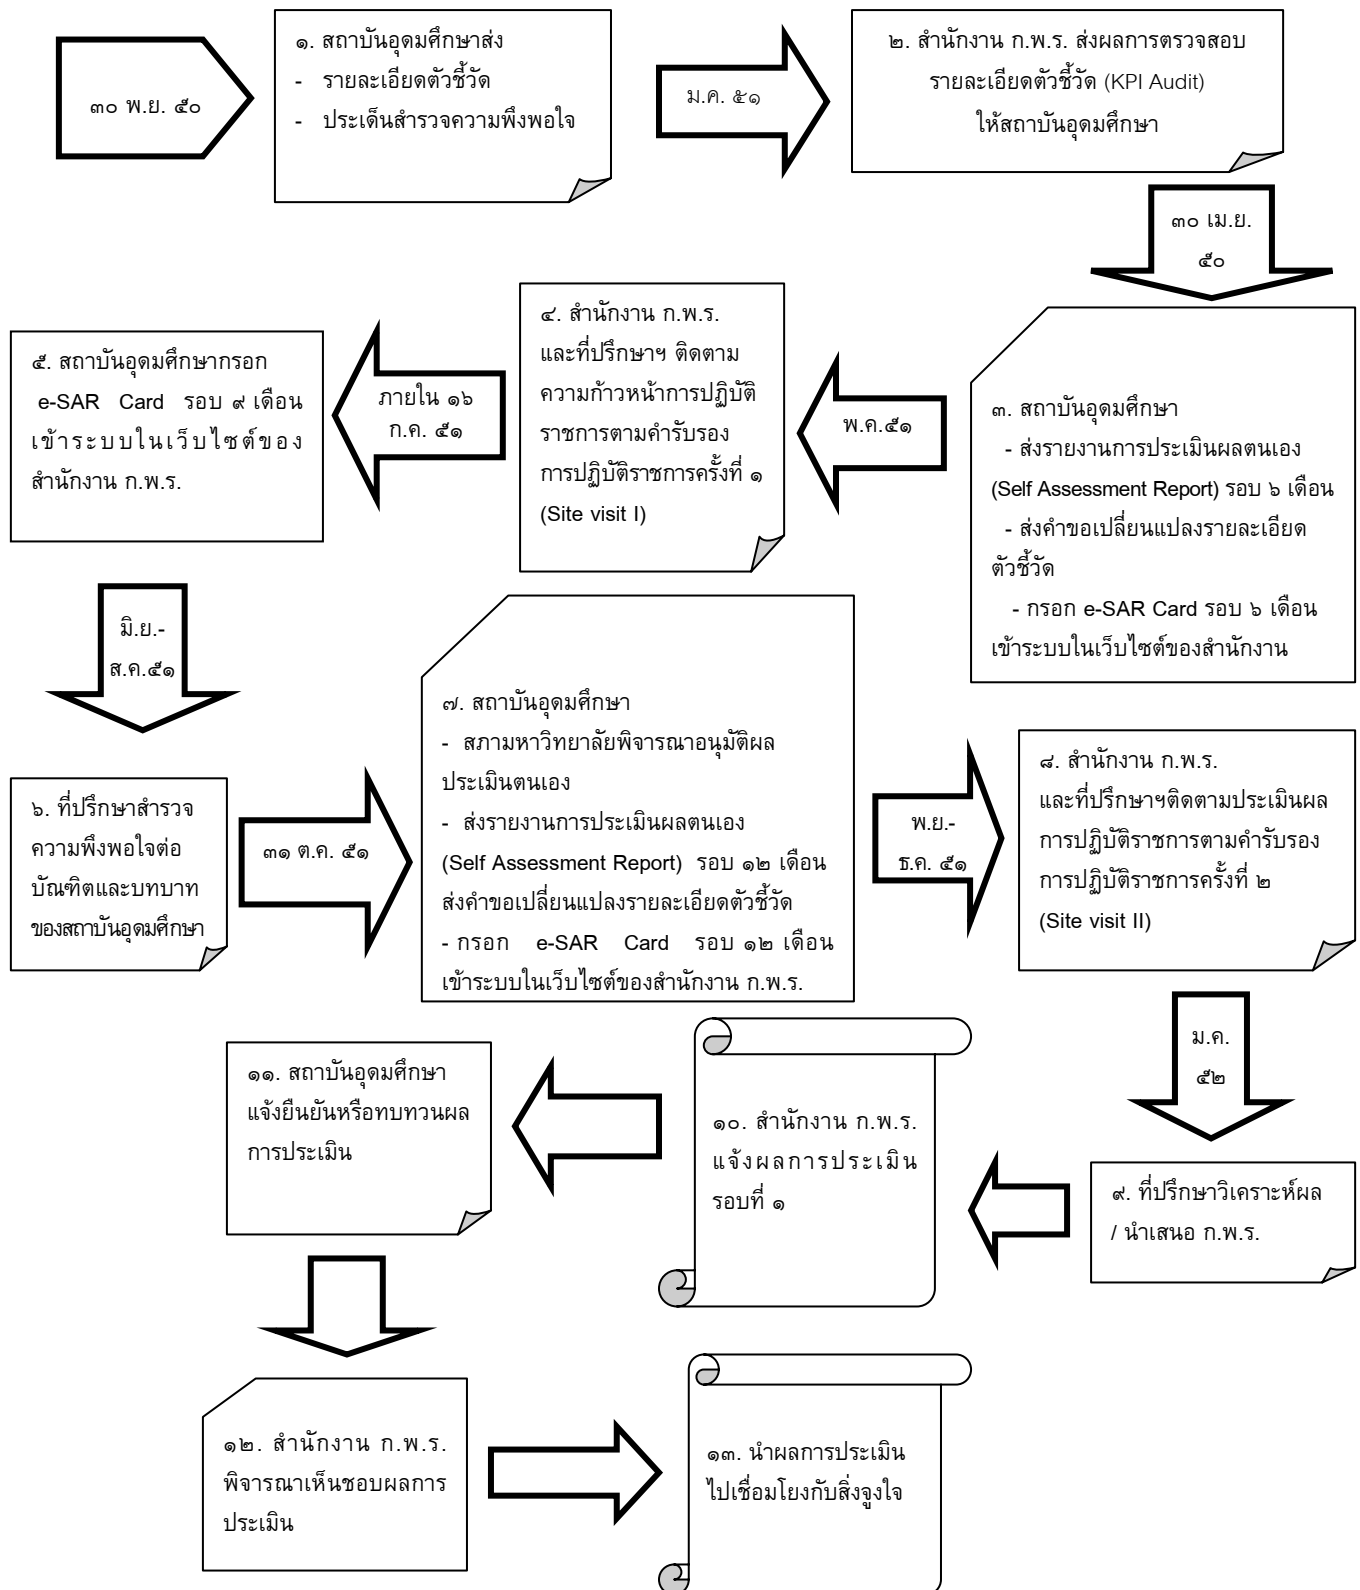 ๓๐ พ.ย. ๕๐
๑. สถาบันอุดมศึกษาส่ง
- รายละเอียดตัวชี้วัด
- ประเด็นสำรวจความพึงพอใจ
ม.ค. ๕๑
๒. สำนักงาน ก.พ.ร. ส่งผลการตรวจสอบ
รายละเอียดตัวชี้วัด (KPI Audit)
ให้สถาบันอุดมศึกษา
๓๐ เม.ย.
๕๐
๓. สถาบันอุดมศึกษา
- ส่งรายงานการประเมินผลตนเอง
(Self Assessment Report) รอบ ๖ เดือน
- ส่งคำขอเปลี่ยนแปลงรายละเอียด
ตัวชี้วัด
- กรอก e-SAR Card รอบ ๖ เดือน
เข้าระบบในเว็บไซต์ของสำนักงาน
พ.ค.๕๑
๔. สำนักงาน ก.พ.ร.
และที่ปรึกษาฯ ติดตาม
ความก้าวหน้าการปฏิบัติ
ราชการตามคำรับรอง
การปฏิบัติราชการครั้งที่ ๑
(Site visit I)
ภายใน ๑๖
ก.ค. ๕๑
๕. สถาบันอุดมศึกษากรอก
e-SAR Card รอบ ๙ เดือน
เข้าระบบในเว็บไซต์ของ
สำนักงาน ก.พ.ร.
มิ.ย.-
ส.ค.๕๑
๖. ที่ปรึกษาสำรวจ
ความพึงพอใจต่อ
บัณฑิตและบทบาท
ของสถาบันอุดมศึกษา
๓๑ ต.ค. ๕๑
๗. สถาบันอุดมศึกษา
- สภามหาวิทยาลัยพิจารณาอนุมัติผล
ประเมินตนเอง
- ส่งรายงานการประเมินผลตนเอง
(Self Assessment Report) รอบ ๑๒ เดือน
ส่งคำขอเปลี่ยนแปลงรายละเอียดตัวชี้วัด
- กรอก e-SAR Card รอบ ๑๒ เดือน
เข้าระบบในเว็บไซต์ของสำนักงาน ก.พ.ร.
พ.ย.-
ธ.ค. ๕๑
๘. สำนักงาน ก.พ.ร.
และที่ปรึกษาฯติดตามประเมินผล
การปฏิบัติราชการตามคำรับรอง
การปฏิบัติราชการครั้งที่ ๒
(Site visit II)
ม.ค.
๕๒
๙. ที่ปรึกษาวิเคราะห์ผล
/ นำเสนอ ก.พ.ร.
๑๐. สำนักงาน ก.พ.ร.
แจ้งผลการประเมิน
รอบที่ ๑
๑๑. สถาบันอุดมศึกษา
แจ้งยืนยันหรือทบทวนผล
การประเมิน
๑๒. สำนักงาน ก.พ.ร.
พิจารณาเห็นชอบผลการ
ประเมิน
๑๓. นำผลการประเมิน
ไปเชื่อมโยงกับสิ่งจูงใจ